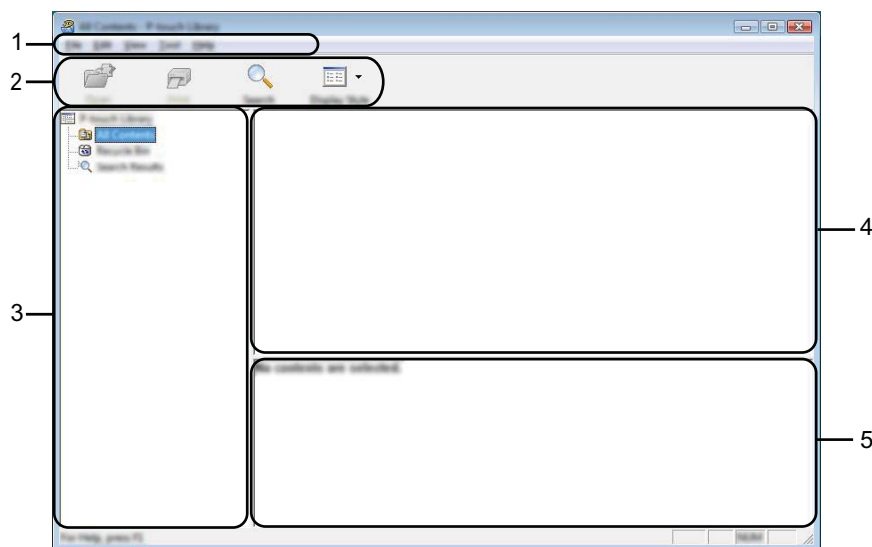 All Contents - P-touch Library
1
File Edit View Tool Help
2
Open Print Search Display Style
P-touch Library
All Contents
Recycle Bin
Search Results
3
4
No contents are selected.
5
For Help, press F1
NUM